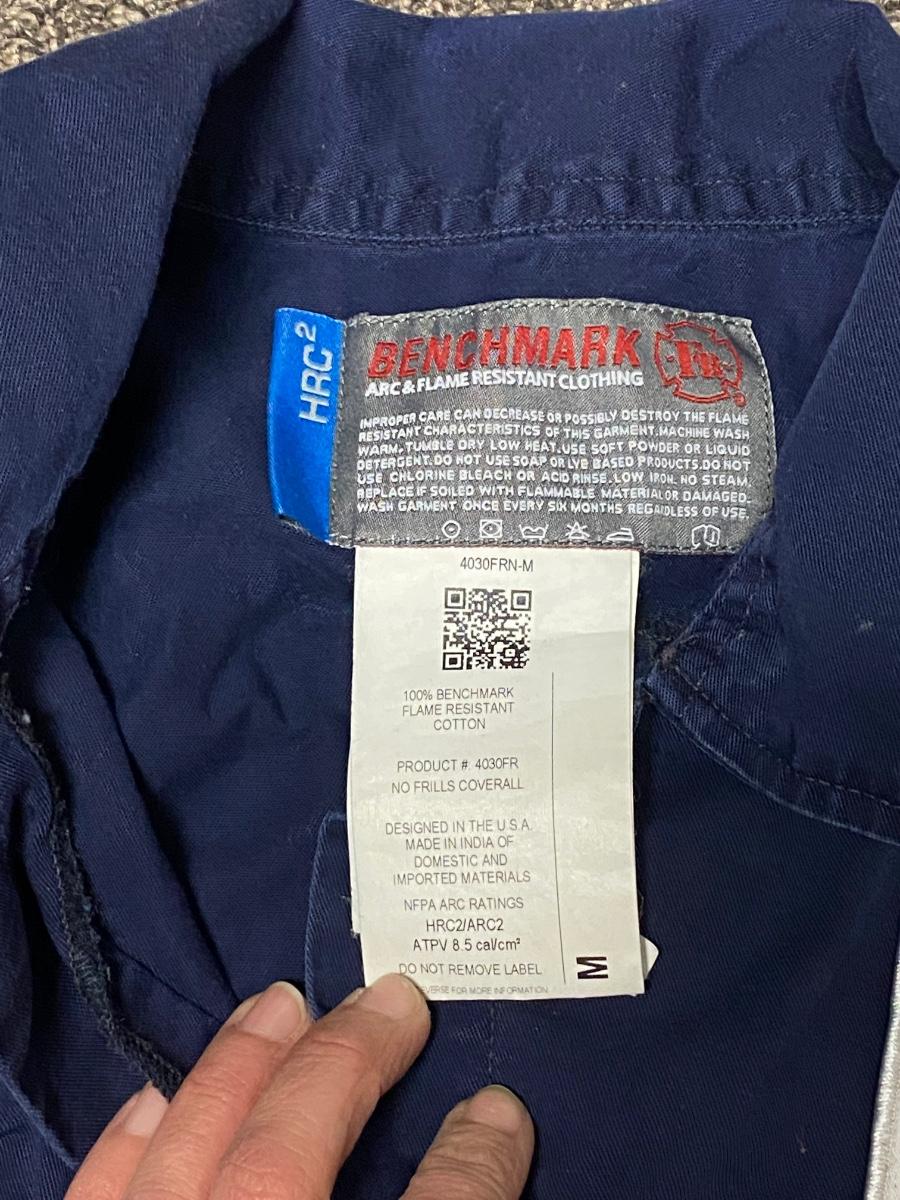 HRC²
BENCHMARK
FR
®
ARC & FLAME RESISTANT CLOTHING
IMPROPER CARE CAN DECREASE OR POSSIBLY DESTROY THE FLAME
RESISTANT CHARACTERISTICS OF THIS GARMENT.MACHINE WASH
WARM,TUMBLE DRY LOW HEAT.USE SOFT POWDER OR LIQUID
DETERGENT.DO NOT USE SOAP OR LYE BASED PRODUCTS.DO NOT
USE CHLORINE BLEACH OR ACID RINSE.LOW IRON. NO STEAM.
REPLACE IF SOILED WITH FLAMMABLE MATERIAL OR DAMAGED.
WASH GARMENT ONCE EVERY SIX MONTHS REGARDLESS OF USE.
4030FRN-M
100% BENCHMARK
FLAME RESISTANT
COTTON
PRODUCT #: 4030FR
NO FRILLS COVERALL
DESIGNED IN THE U.S.A.
MADE IN INDIA OF
DOMESTIC AND
IMPORTED MATERIALS
NFPA ARC RATINGS
HRC2/ARC2
ATPV 8.5 cal/cm²
DO NOT REMOVE LABEL
FOR MORE INFORMATION
M